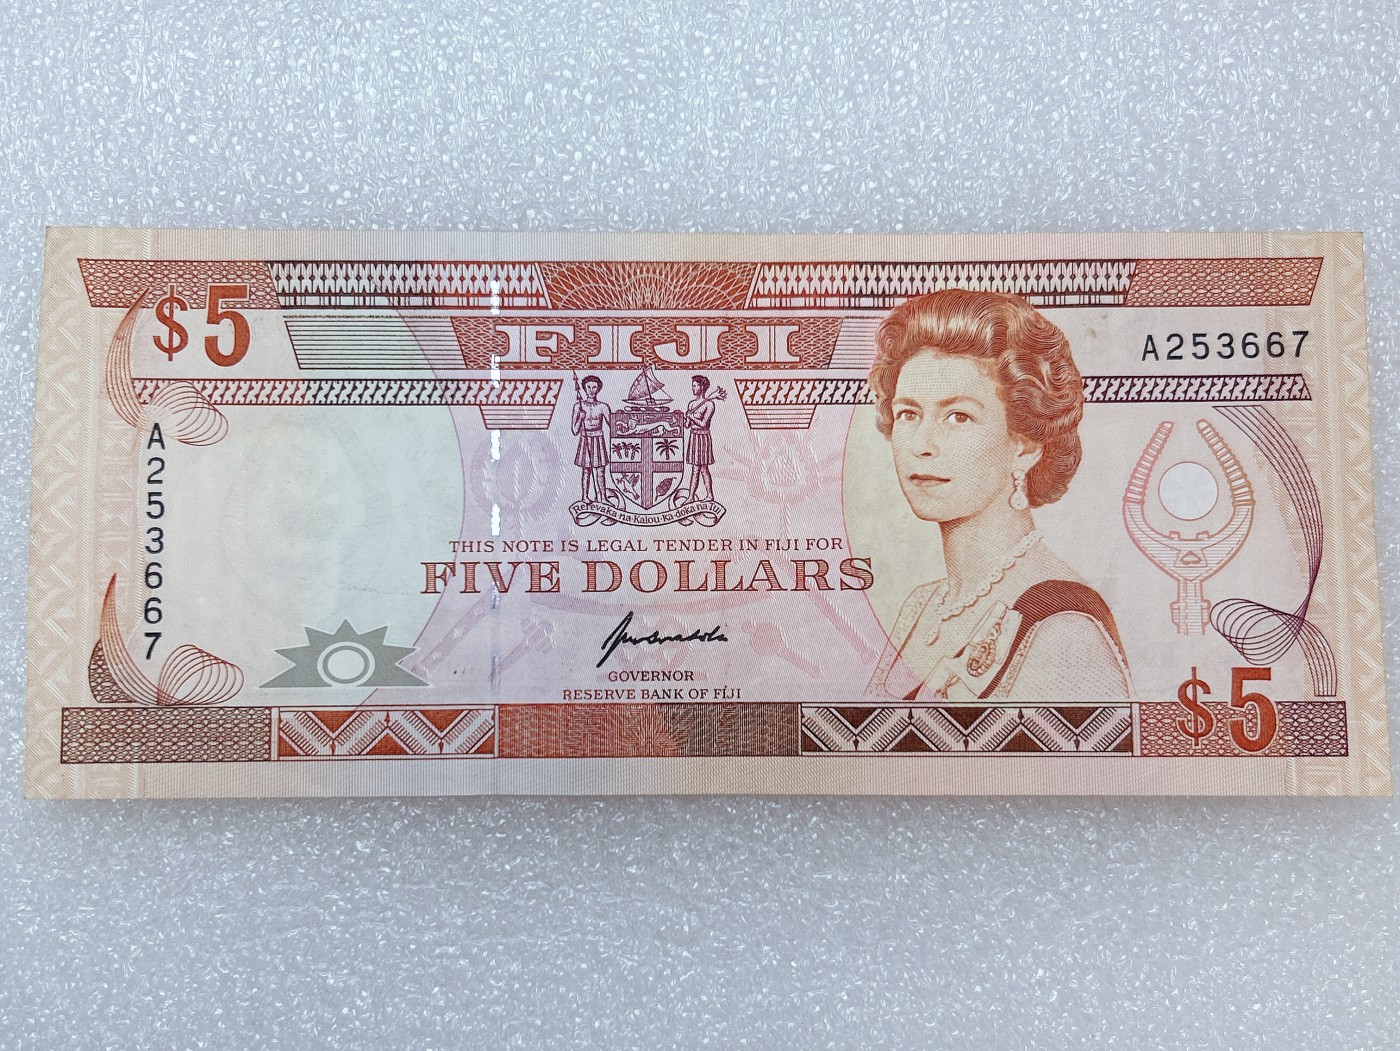 $5
FIJI
A253667
A253667
Rerevaka·na·Kalou·ka·doka·na·Tui
THIS NOTE IS LEGAL TENDER IN FIJI FOR
FIVE DOLLARS
GOVERNOR
RESERVE BANK OF FIJI
$5